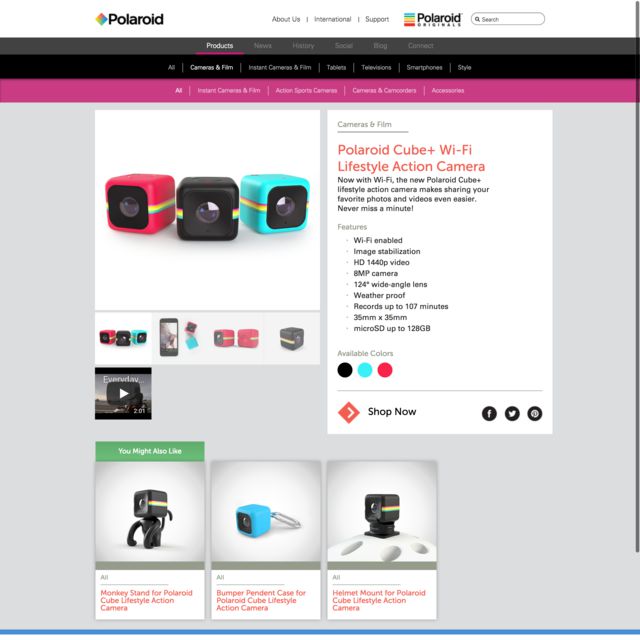 Polaroid
About Us | International | Support
Polaroid
ORIGINALS
Search
Products News History Social Blog Connect
All | Cameras & Film | Instant Cameras & Film | Tablets | Televisions | Smartphones | Style
All | Instant Cameras & Film | Action Sports Cameras | Cameras & Camcorders | Accessories
Cameras & Film
Polaroid Cube+ Wi-Fi
Lifestyle Action Camera
Now with Wi-Fi, the new Polaroid Cube+
lifestyle action camera makes sharing your
favorite photos and videos even easier.
Never miss a minute!
Features
· Wi-Fi enabled
· Image stabilization
· HD 1440p video
· 8MP camera
· 124° wide-angle lens
· Weather proof
· Records up to 107 minutes
· 35mm x 35mm
· microSD up to 128GB
Available Colors
Shop Now
Everyday...
2:01
You Might Also Like
All
Monkey Stand for Polaroid
Cube Lifestyle Action
Camera
All
Bumper Pendent Case for
Polaroid Cube Lifestyle
Action Camera
All
Helmet Mount for Polaroid
Cube Lifestyle Action
Camera